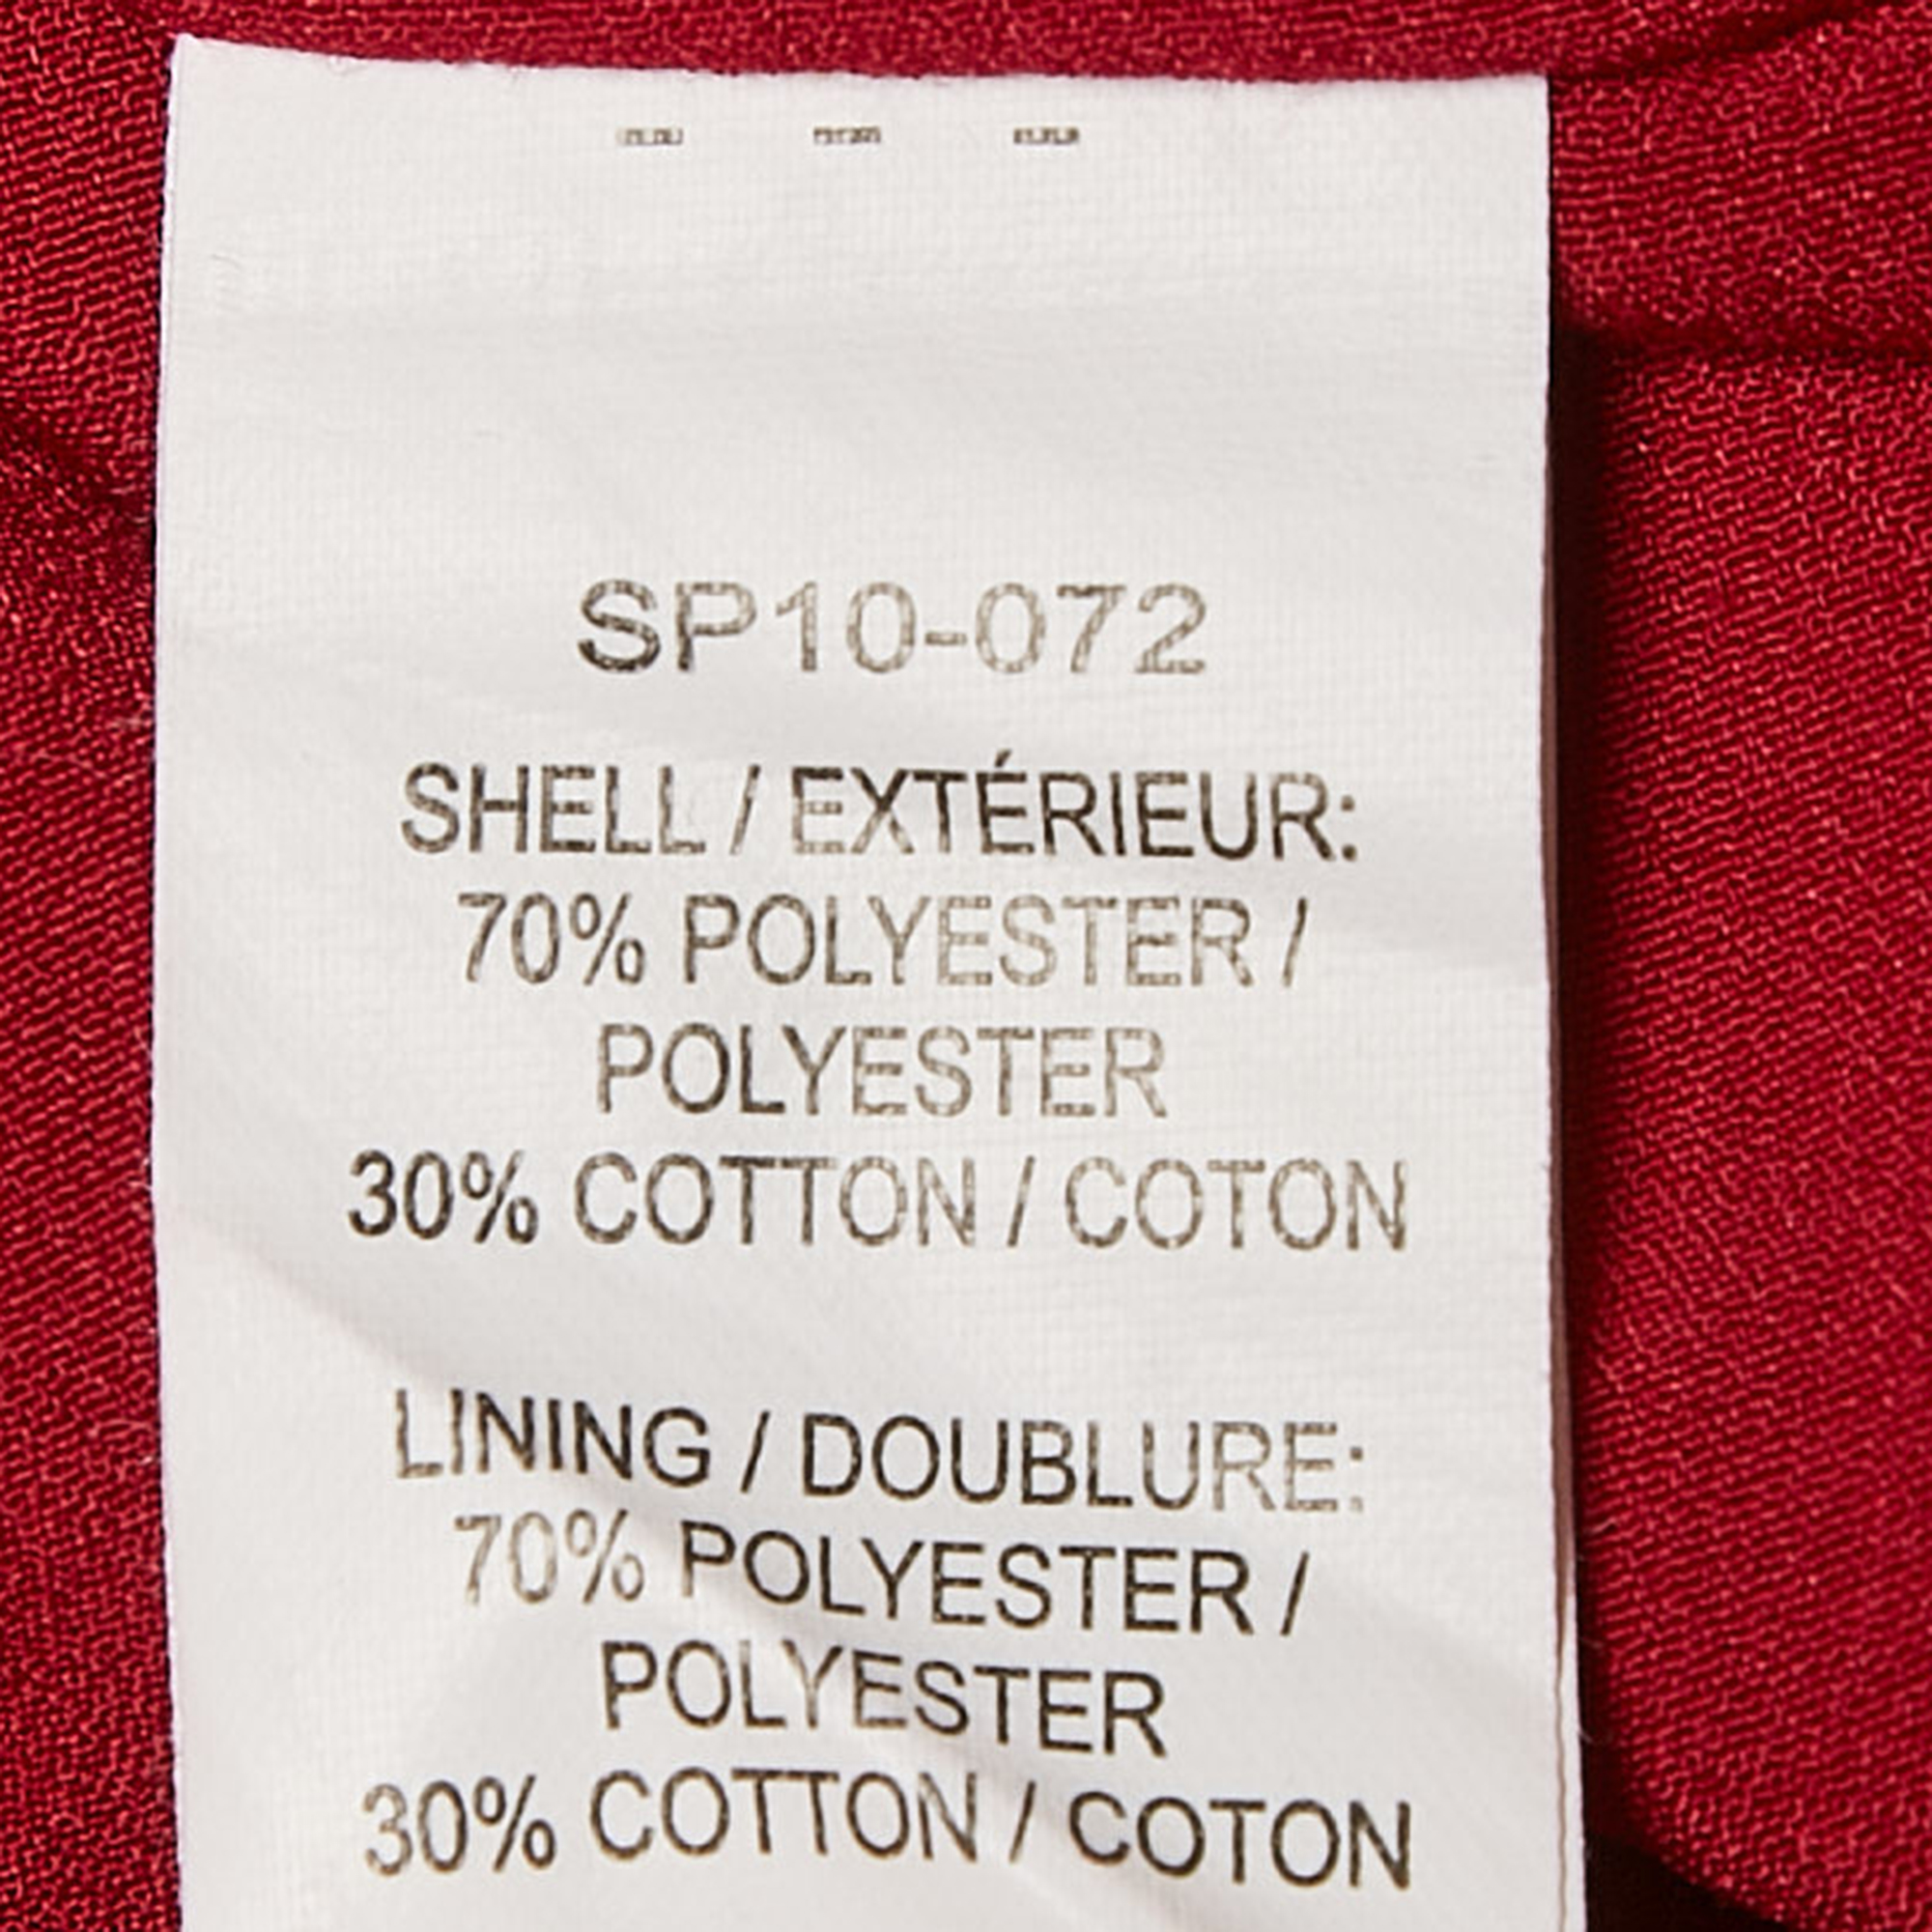 SP10-072
SHELL / EXTÉRIEUR:
70% POLYESTER /
POLYESTER
30% COTTON / COTON
LINING / DOUBLURE:
70% POLYESTER /
POLYESTER
30% COTTON / COTON